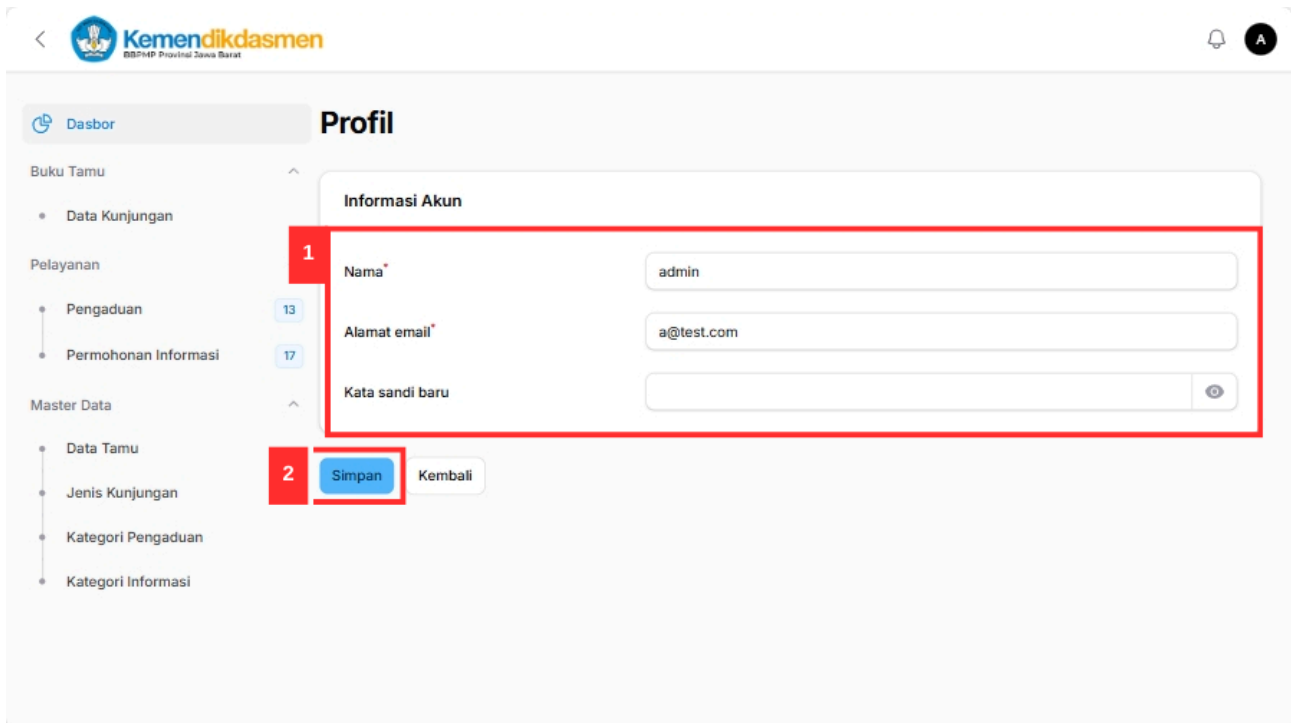 Kemendikdasmen
BBPMP Provinsi Jawa Barat
A
Dasbor
Buku Tamu
Data Kunjungan
Pelayanan
Pengaduan 13
Permohonan Informasi 17
Master Data
Data Tamu
Jenis Kunjungan
Kategori Pengaduan
Kategori Informasi
Profil
Informasi Akun
1
Nama* admin
Alamat email* a@test.com
Kata sandi baru
2
Simpan Kembali